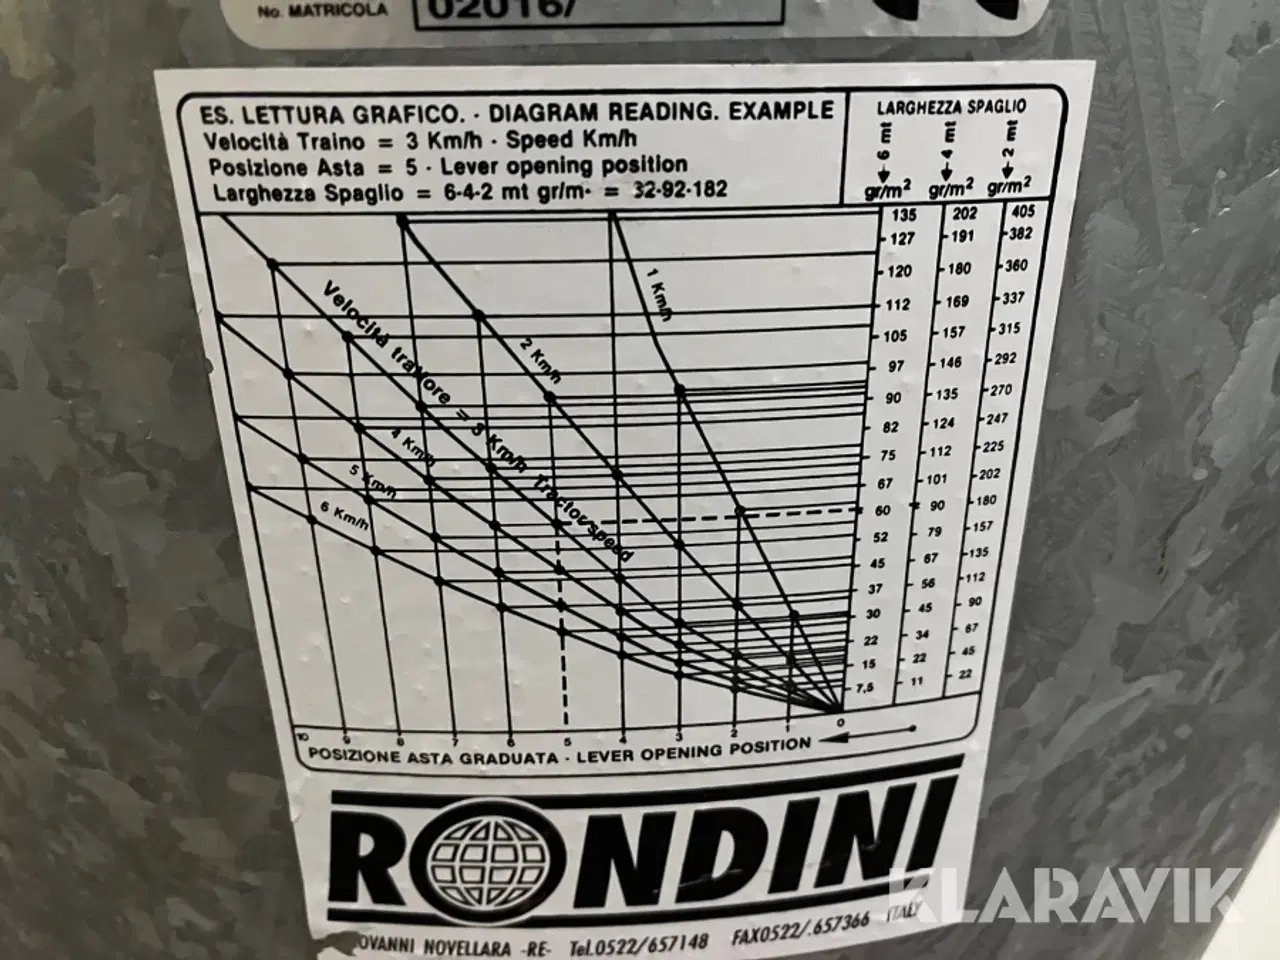 No. MATRICOLA 02016/
ES. LETTURA GRAFICO. · DIAGRAM READING. EXAMPLE
Velocità Traino = 3 Km/h · Speed Km/h
Posizione Asta = 5 · Lever opening position
Larghezza Spaglio = 6-4-2 mt gr/m· = 32-92-182
LARGHEZZA SPAGLIO
6 mt 4 mt 2 mt
gr/m² gr/m² gr/m²
135 202 405
127 191 382
120 180 360
112 169 337
105 157 315
97 146 292
90 135 270
82 124 247
75 112 225
67 101 202
60 90 180
52 79 157
45 67 135
37 56 112
30 45 90
22 34 67
15 22 45
7,5 11 22
1 Km/h
2 Km/h
Velocità trattore = 3 Km/h Tractor speed
4 Km/h
5 Km/h
6 Km/h
10 9 8 7 6 5 4 3 2 1 0
POSIZIONE ASTA GRADUATA · LEVER OPENING POSITION
RONDINI
OVANNI NOVELLARA -RE- Tel.0522/657148 FAX0522/.657366 ITALY
KLARAVIK